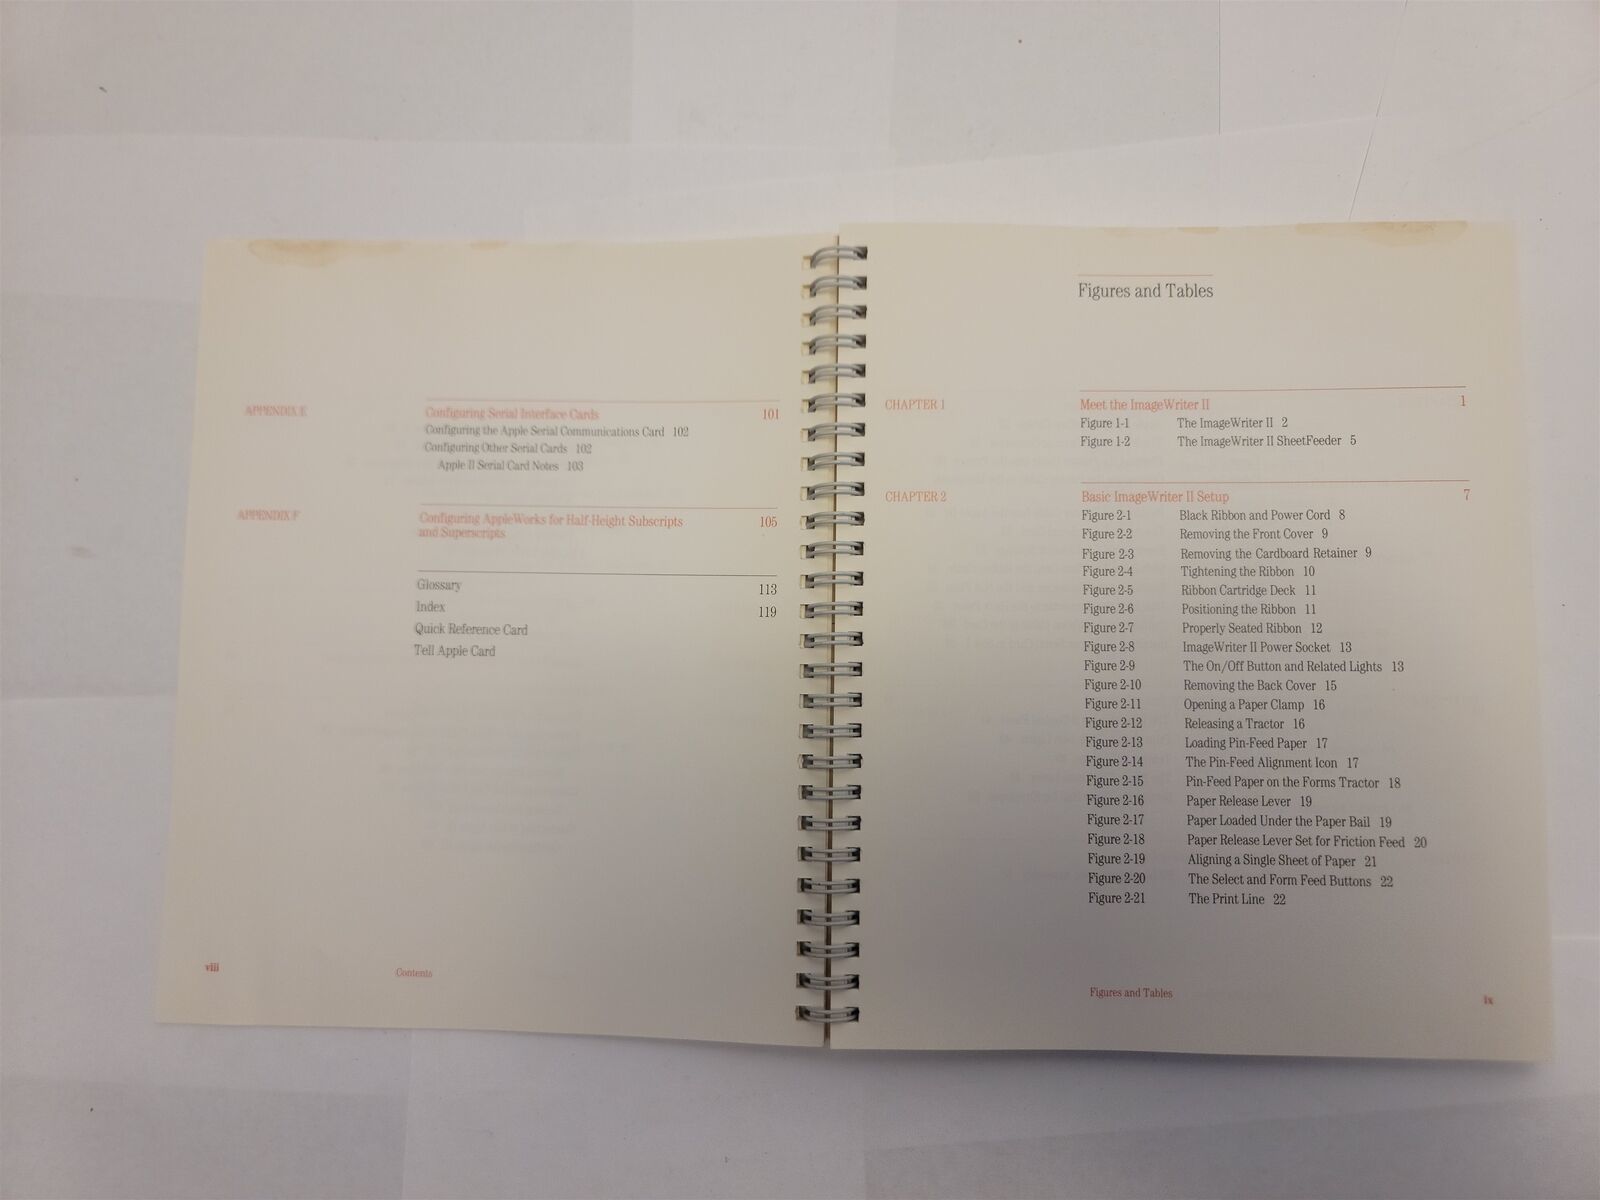 APPENDIX E
Configuring Serial Interface Cards 101
Configuring the Apple Serial Communications Card 102
Configuring Other Serial Cards 102
Apple II Serial Card Notes 103
APPENDIX F
Configuring AppleWorks for Half-Height Subscripts
and Superscripts 105
Glossary 113
Index 119
Quick Reference Card
Tell Apple Card
viii
Contents
Figures and Tables
CHAPTER 1
Meet the ImageWriter II 1
Figure 1-1 The ImageWriter II 2
Figure 1-2 The ImageWriter II SheetFeeder 5
CHAPTER 2
Basic ImageWriter II Setup 7
Figure 2-1 Black Ribbon and Power Cord 8
Figure 2-2 Removing the Front Cover 9
Figure 2-3 Removing the Cardboard Retainer 9
Figure 2-4 Tightening the Ribbon 10
Figure 2-5 Ribbon Cartridge Deck 11
Figure 2-6 Positioning the Ribbon 11
Figure 2-7 Properly Seated Ribbon 12
Figure 2-8 ImageWriter II Power Socket 13
Figure 2-9 The On/Off Button and Related Lights 13
Figure 2-10 Removing the Back Cover 15
Figure 2-11 Opening a Paper Clamp 16
Figure 2-12 Releasing a Tractor 16
Figure 2-13 Loading Pin-Feed Paper 17
Figure 2-14 The Pin-Feed Alignment Icon 17
Figure 2-15 Pin-Feed Paper on the Forms Tractor 18
Figure 2-16 Paper Release Lever 19
Figure 2-17 Paper Loaded Under the Paper Bail 19
Figure 2-18 Paper Release Lever Set for Friction Feed 20
Figure 2-19 Aligning a Single Sheet of Paper 21
Figure 2-20 The Select and Form Feed Buttons 22
Figure 2-21 The Print Line 22
Figures and Tables
ix